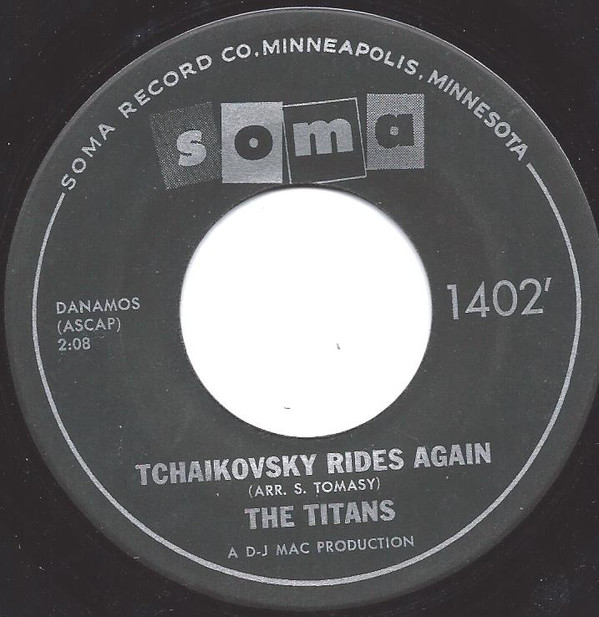 SOMA RECORD CO. MINNEAPOLIS, MINNESOTA
soma
DANAMOS
(ASCAP)
2:08
1402'
TCHAIKOVSKY RIDES AGAIN
(ARR. S. TOMASY)
THE TITANS
A D-J MAC PRODUCTION